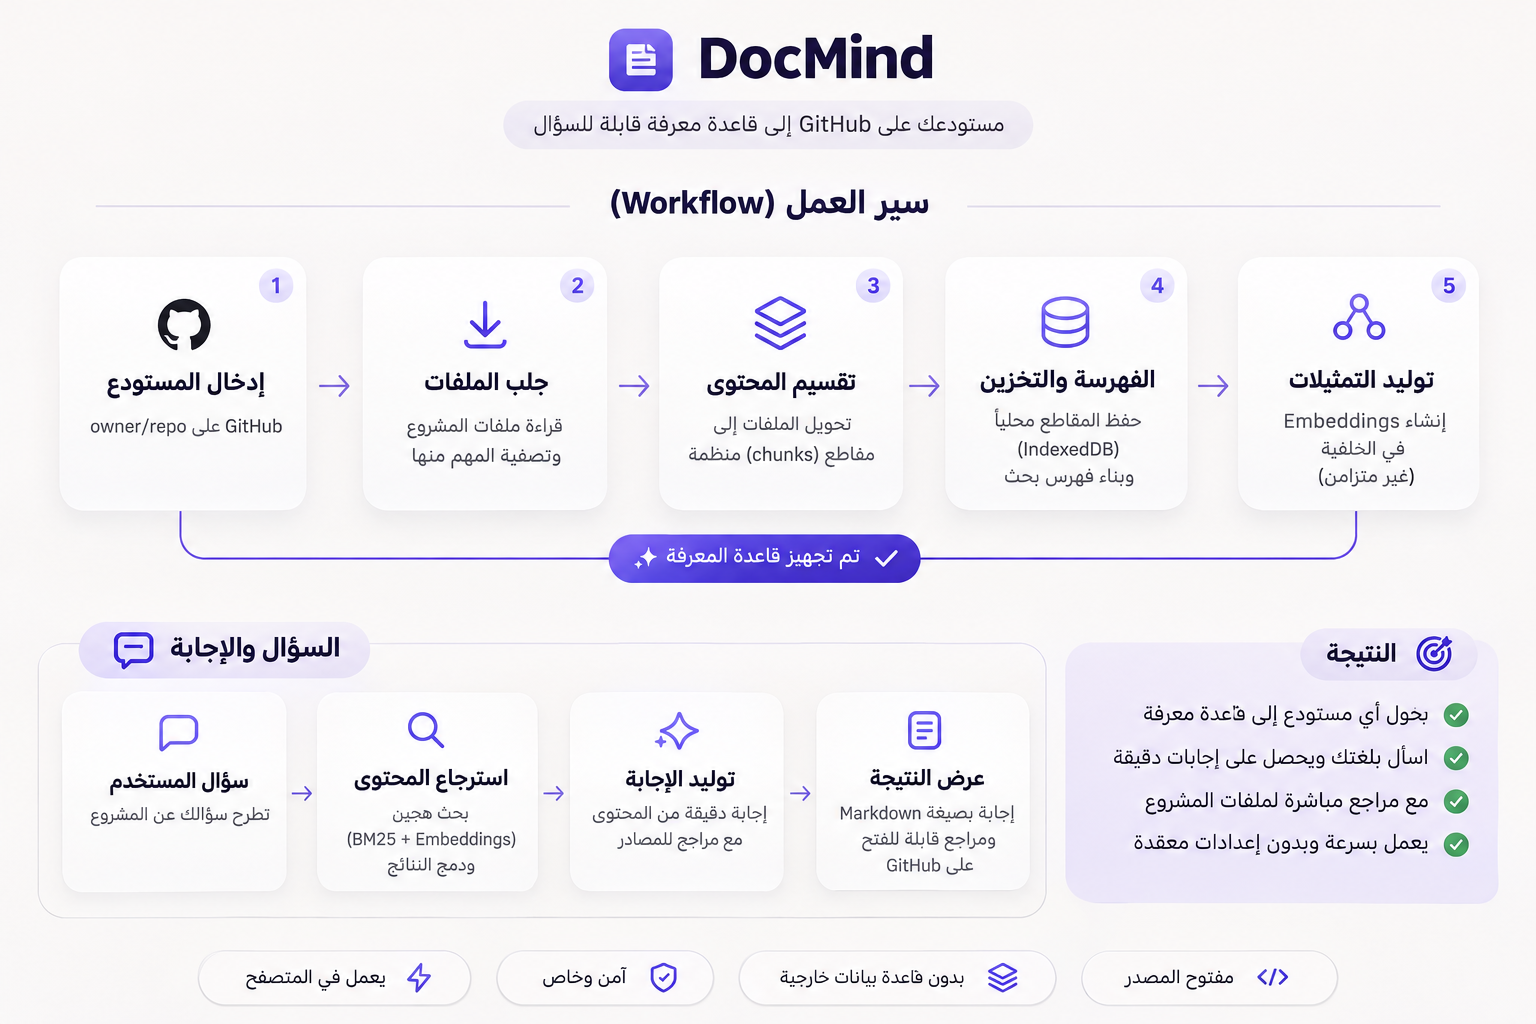 DocMind
مستودعك على GitHub إلى قاعدة معرفة قابلة للسؤال
سير العمل (Workflow)
1
إدخال المستودع
owner/repo على GitHub
2
جلب الملفات
قراءة ملفات المشروع
وتصفية المهم منها
3
تقسيم المحتوى
تحويل الملفات إلى
مقاطع (chunks) منظمة
4
الفهرسة والتخزين
حفظ المقاطع محلياً
(IndexedDB)
وبناء فهرس بحث
5
توليد التمثيلات
إنشاء Embeddings
في الخلفية
(غير متزامن)
تم تجهيز قاعدة المعرفة
السؤال والإجابة
سؤال المستخدم
تطرح سؤالك عن المشروع
استرجاع المحتوى
بحث هجين
(BM25 + Embeddings)
ودمج النتائج
توليد الإجابة
إجابة دقيقة من المحتوى
مع مراجع للمصادر
عرض النتيجة
إجابة بصيغة Markdown
ومراجع قابلة للفتح
على GitHub
النتيجة
بخول أي مستودع إلى قاعدة معرفة
اسأل بلغتك ويحصل على إجابات دقيقة
مع مراجع مباشرة لملفات المشروع
يعمل بسرعة وبدون إعدادات معقدة
يعمل في المتصفح
آمن وخاص
بدون قاعدة بيانات خارجية
مفتوح المصدر